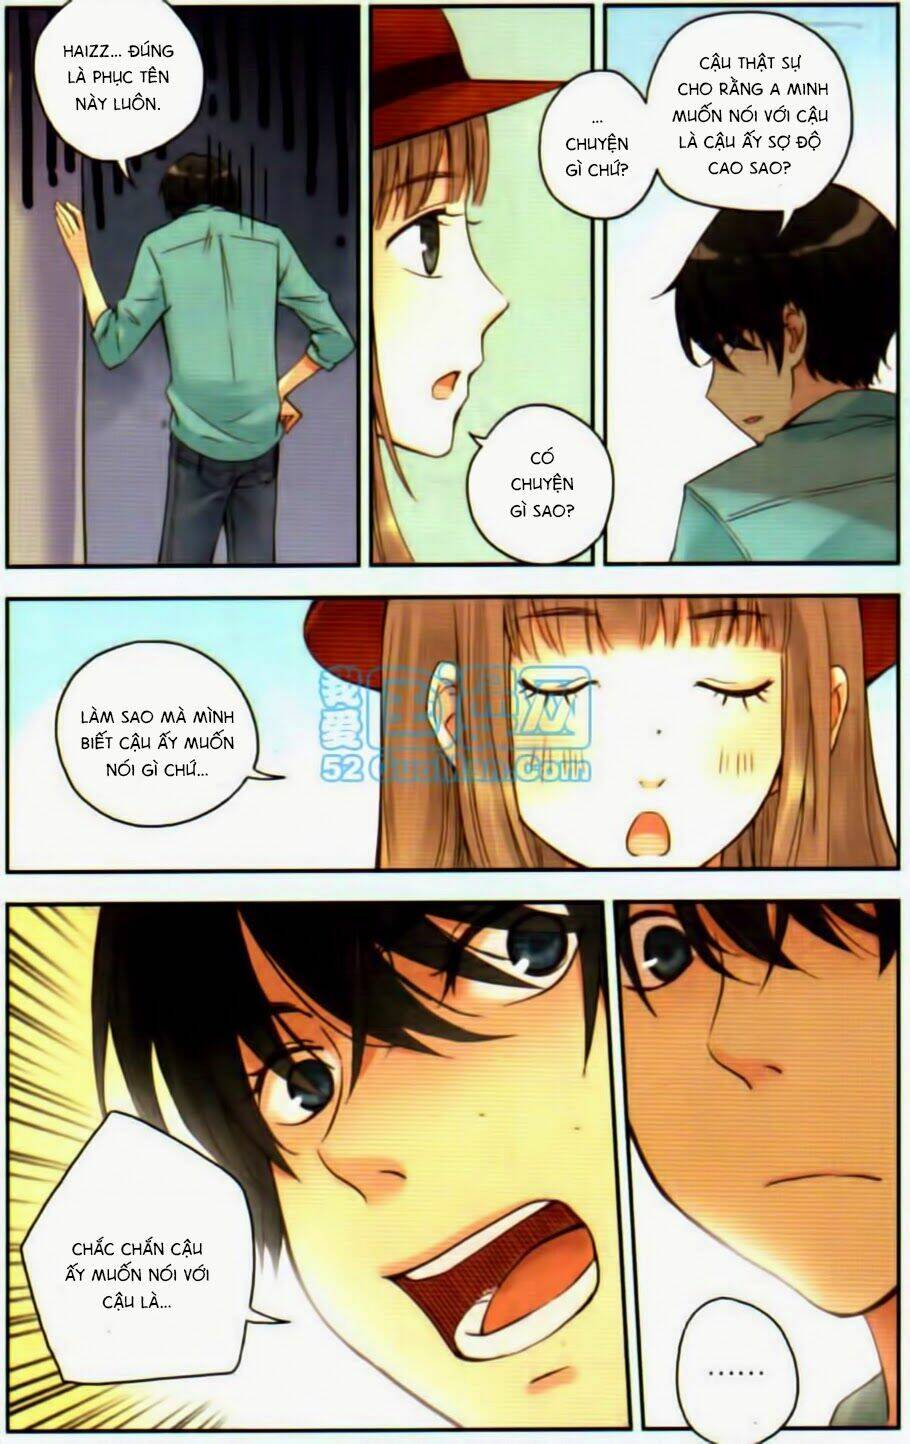 HAIZZ... ĐÚNG
LÀ PHỤC TÊN
NÀY LUÔN.
...
CHUYỆN
GÌ CHỨ?
CẬU THẬT SỰ
CHO RẰNG A MINH
MUỐN NÓI VỚI CẬU
LÀ CẬU ẤY SỢ ĐỘ
CAO SAO?
CÓ
CHUYỆN
GÌ SAO?
LÀM SAO MÀ MÌNH
BIẾT CẬU ẤY MUỐN
NÓI GÌ CHỨ...
我爱
52
CHẮC CHẮN CẬU
ẤY MUỐN NÓI VỚI
CẬU LÀ...
......